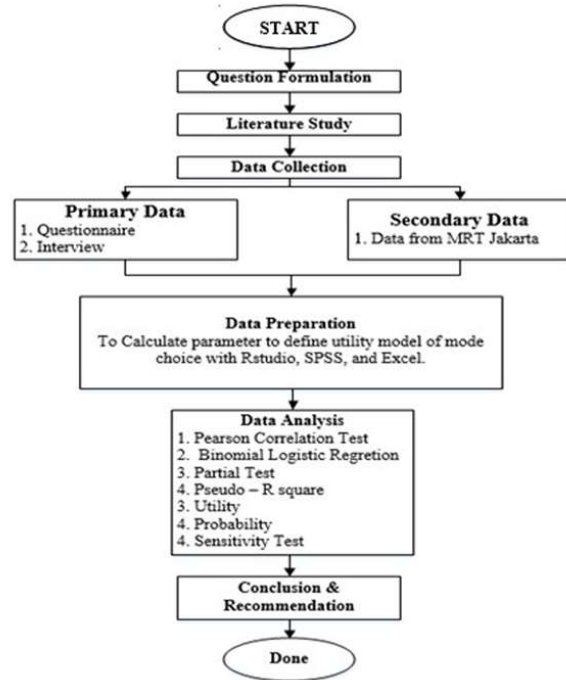 START
Question Formulation
Literature Study
Data Collection
Primary Data
1. Questionnaire
2. Interview
Secondary Data
1. Data from MRT Jakarta
Data Preparation
To Calculate parameter to define utility model of mode
choice with Rstudio, SPSS, and Excel.
Data Analysis
1. Pearson Correlation Test
2. Binomial Logistic Regretion
3. Partial Test
4. Pseudo – R square
3. Utility
4. Probability
4. Sensitivity Test
Conclusion &
Recommendation
Done